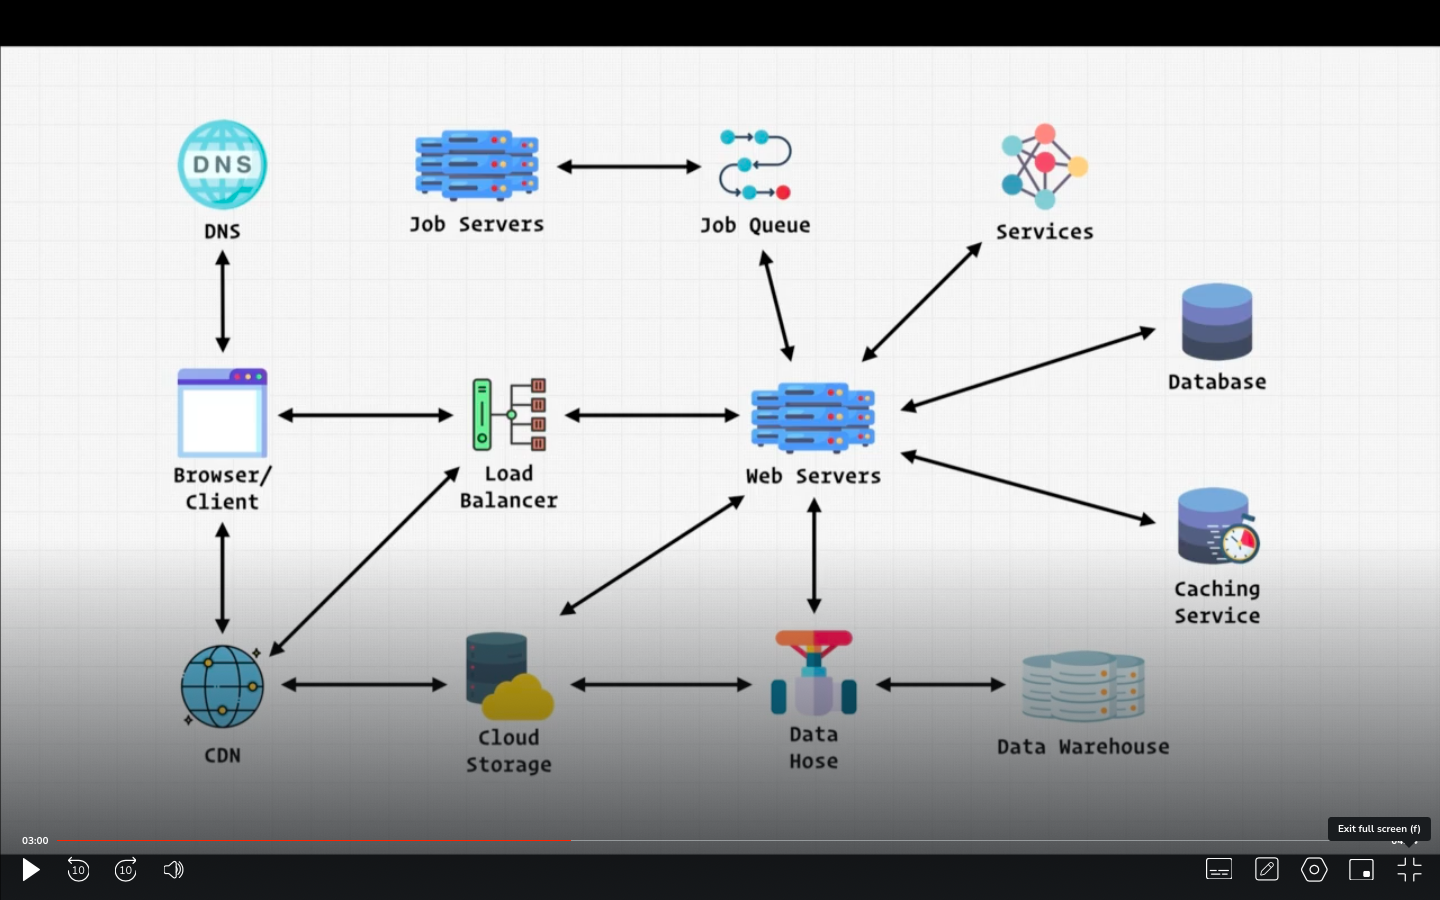 DNS
DNS
Job Servers
Job Queue
Services
Database
Browser/
Client
Load
Balancer
Web Servers
Caching
Service
CDN
Cloud
Storage
Data
Hose
Data Warehouse
Exit full screen (f)
03:00
10
10